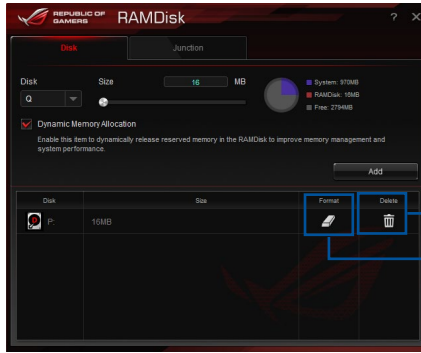 REPUBLIC OF
GAMERS
RAMDisk
?
X
Disk
Junction
Disk
Size
16
MB
System: 970MB
Q
RAMDisk: 16MB
Free: 2794MB
Dynamic Memory Allocation
Enable this item to dynamically release reserved memory in the RAMDisk to improve memory management and
system performance.
Add
Disk
Size
Format
Delete
P:
16MB